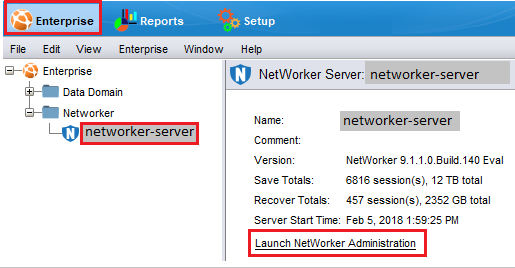 Enterprise Reports Setup
File Edit View Enterprise Window Help
Enterprise
Data Domain
Networker
networker-server
NetWorker Server: networker-server
Name: networker-server
Comment:
Version: NetWorker 9.1.1.0.Build.140 Eval
Save Totals: 6816 session(s), 12 TB total
Recover Totals: 457 session(s), 2352 GB total
Server Start Time: Feb 5, 2018 1:59:25 PM
Launch NetWorker Administration